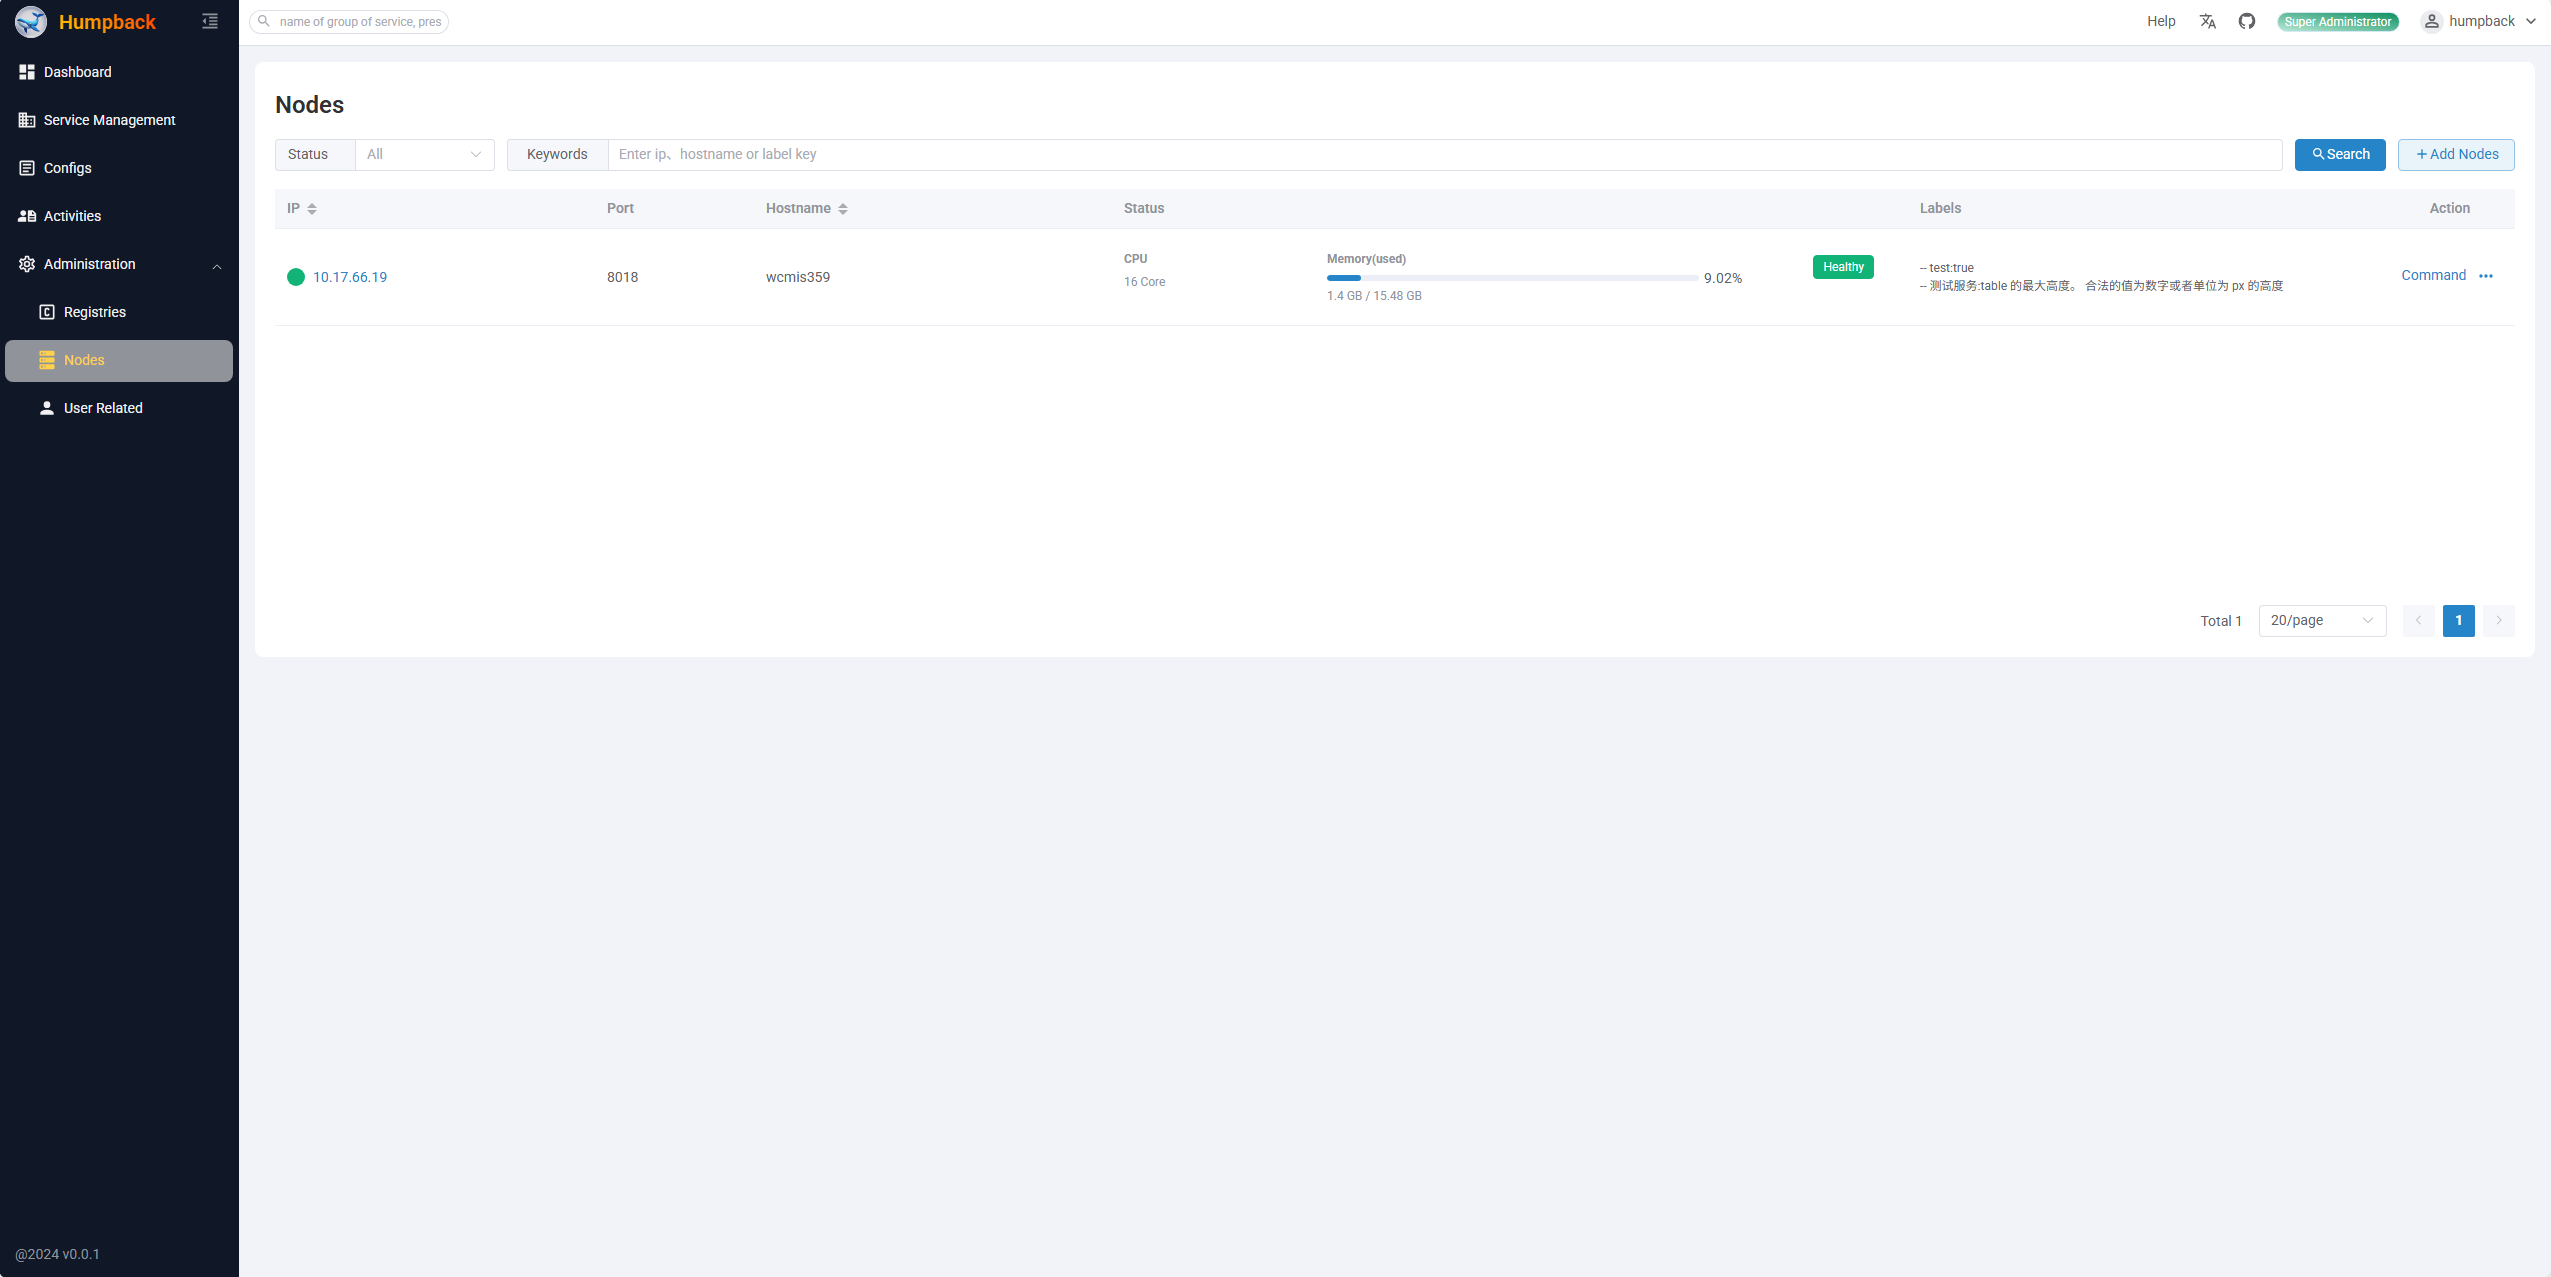 Humpback
name of group of service, pres
Help
Super Administrator
humpback
Dashboard
Service Management
Configs
Activities
Administration
Registries
Nodes
User Related
@2024 v0.0.1
Nodes
Status All Keywords Enter ip、hostname or label key Search + Add Nodes
IP Port Hostname Status Labels Action
10.17.66.19 8018 wcmis359
CPU
16 Core
Memory(used)
9.02%
1.4 GB / 15.48 GB
Healthy
-- test:true
-- 测试服务:table 的最大高度。 合法的值为数字或者单位为 px 的高度
Command
Total 1 20/page 1